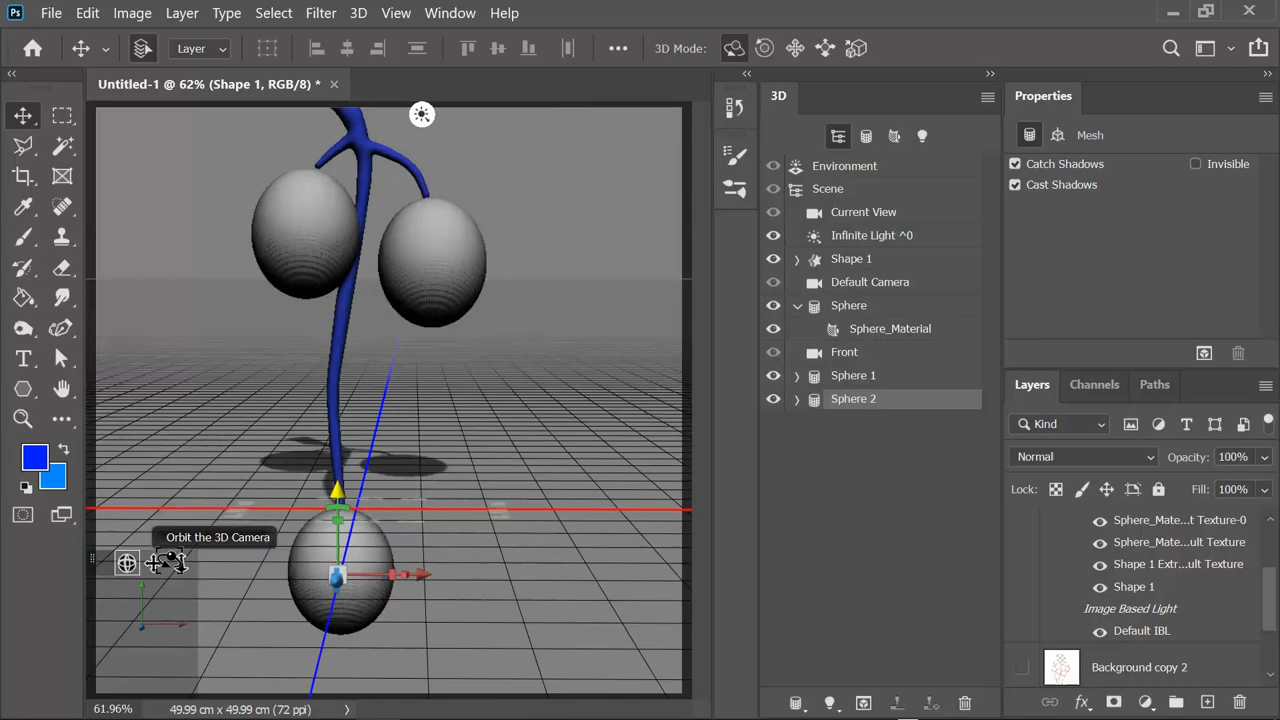 Ps File Edit Image Layer Type Select Filter 3D View Window Help
Layer 3D Mode:
Untitled-1 @ 62% (Shape 1, RGB/8) *
3D
Environment
Scene
Current View
Infinite Light ^0
Shape 1
Default Camera
Sphere
Sphere_Material
Front
Sphere 1
Sphere 2
Properties
Mesh
Catch Shadows Invisible
Cast Shadows
Layers Channels Paths
Kind
Normal Opacity: 100%
Lock: Fill: 100%
Sphere_Mate...t Texture-0
Sphere_Mate...ult Texture
Shape 1 Extr...ult Texture
Shape 1
Image Based Light
Default IBL
Background copy 2
fx
Orbit the 3D Camera
61.96% 49.99 cm x 49.99 cm (72 ppi)